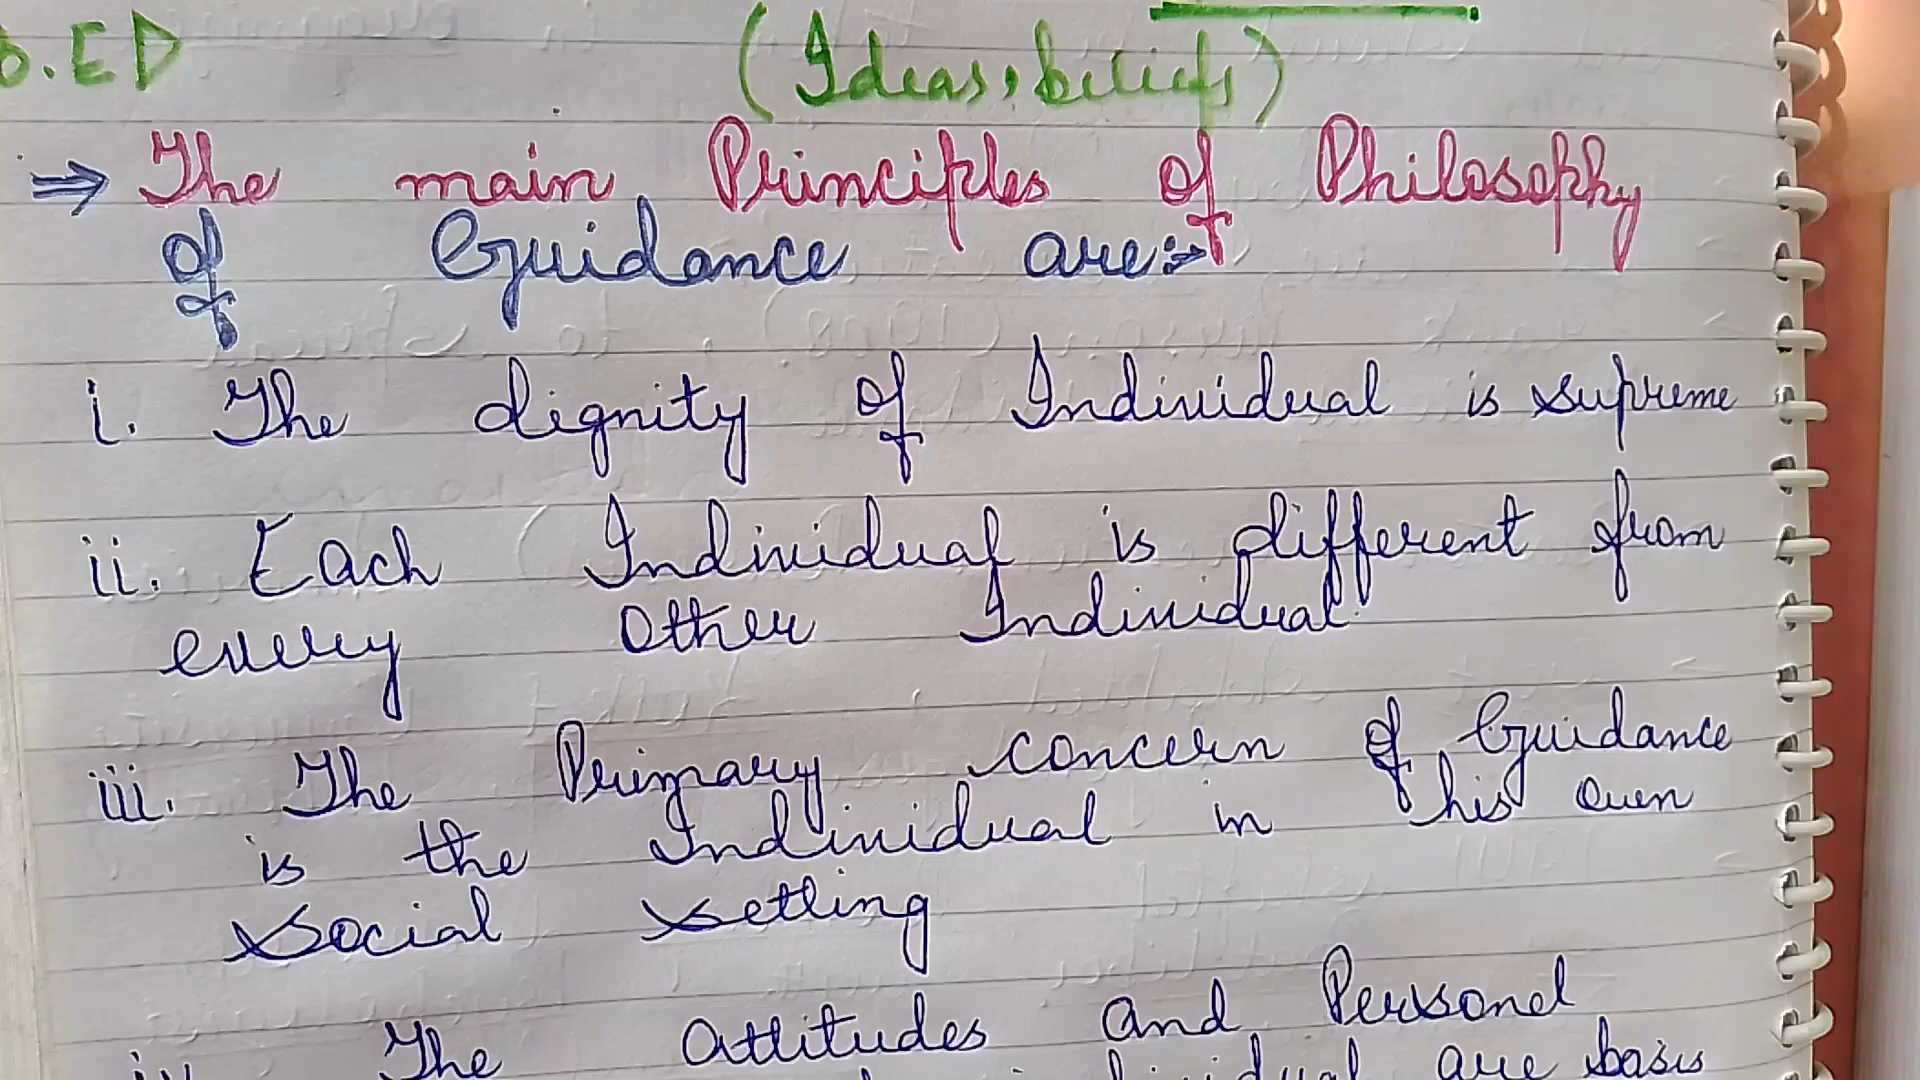 B.ED
(Ideas, beliefs)
⇒ The main Principles of Philosophy
of Guidance are:-
i. The dignity of Individual is supreme
ii. Each Individual is different from
every other Individual
iii. The Primary concern of Guidance
is the Individual in his own
social setting
iv. The attitudes and Personal
are basis